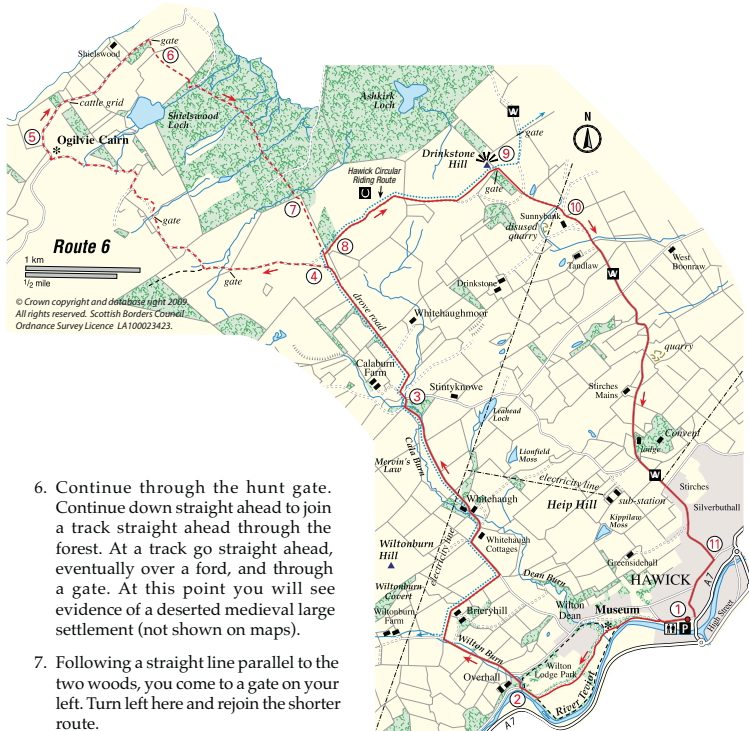 gate
Shielswood
6
cattle grid
Shielswood
Loch
5
Ogilvie Cairn
Ashkirk
Loch
W
N
gate
Drinkstone
Hill
9
Hawick Circular
Riding Route
gate
7
10
Sunnybank
disused
quarry
gate
8
Route 6
1 km
1/2 mile
4
gate
Tandlaw
West
Boonraw
W
Drinkstone
drove road
© Crown copyright and database right 2009.
All rights reserved. Scottish Borders Council
Ordnance Survey Licence LA100023423.
Whitehaughmoor
quarry
Calaburn
Farm
Stintyknowe
Stirches
Mains
3
Leahead
Loch
Convent
lodge
Cala Burn
Lionfield
Moss
Mervin's
Law
electricity line
W
Stirches
Whitehaugh
Heip Hill
sub-station
Silverbuthall
Kippilaw
Moss
Wiltonburn
Hill
electricity line
Whitehaugh
Cottages
11
Greensidehall
Dean Burn
HAWICK
A7
Wiltonburn
Covert
Wilton
Dean
Museum
1
High Street
Wiltonburn
Farm
Brieryhill
P
Wilton Burn
Wilton
Lodge Park
Overhall
River Teviot
2
A7
6. Continue through the hunt gate.
Continue down straight ahead to join
a track straight ahead through the
forest. At a track go straight ahead,
eventually over a ford, and through
a gate. At this point you will see
evidence of a deserted medieval large
settlement (not shown on maps).
7. Following a straight line parallel to the
two woods, you come to a gate on your
left. Turn left here and rejoin the shorter
route.